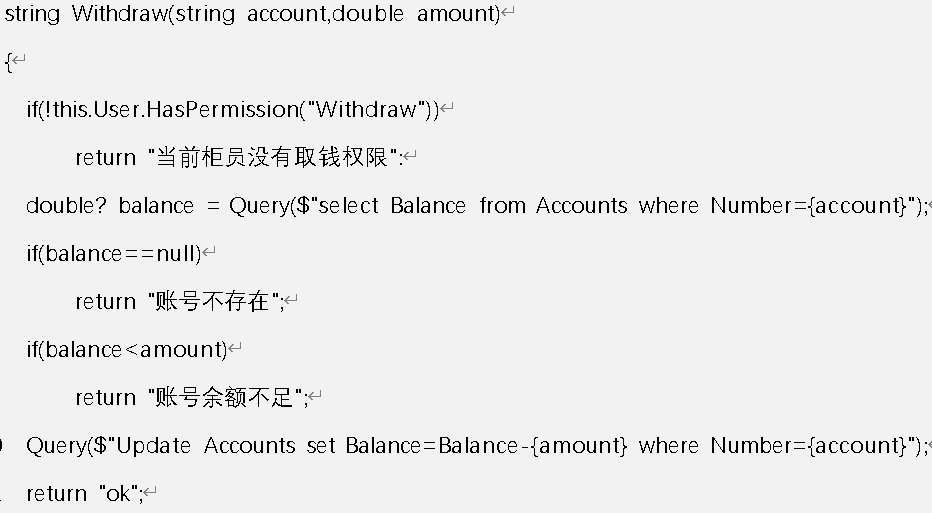 string Withdraw(string account,double amount)
{
if(!this.User.HasPermission("Withdraw"))
return "当前柜员没有取钱权限":
double? balance = Query($"select Balance from Accounts where Number={account}");
if(balance==null)
return "账号不存在";
if(balance<amount)
return "账号余额不足";
Query($"Update Accounts set Balance=Balance-{amount} where Number={account}");
return "ok";